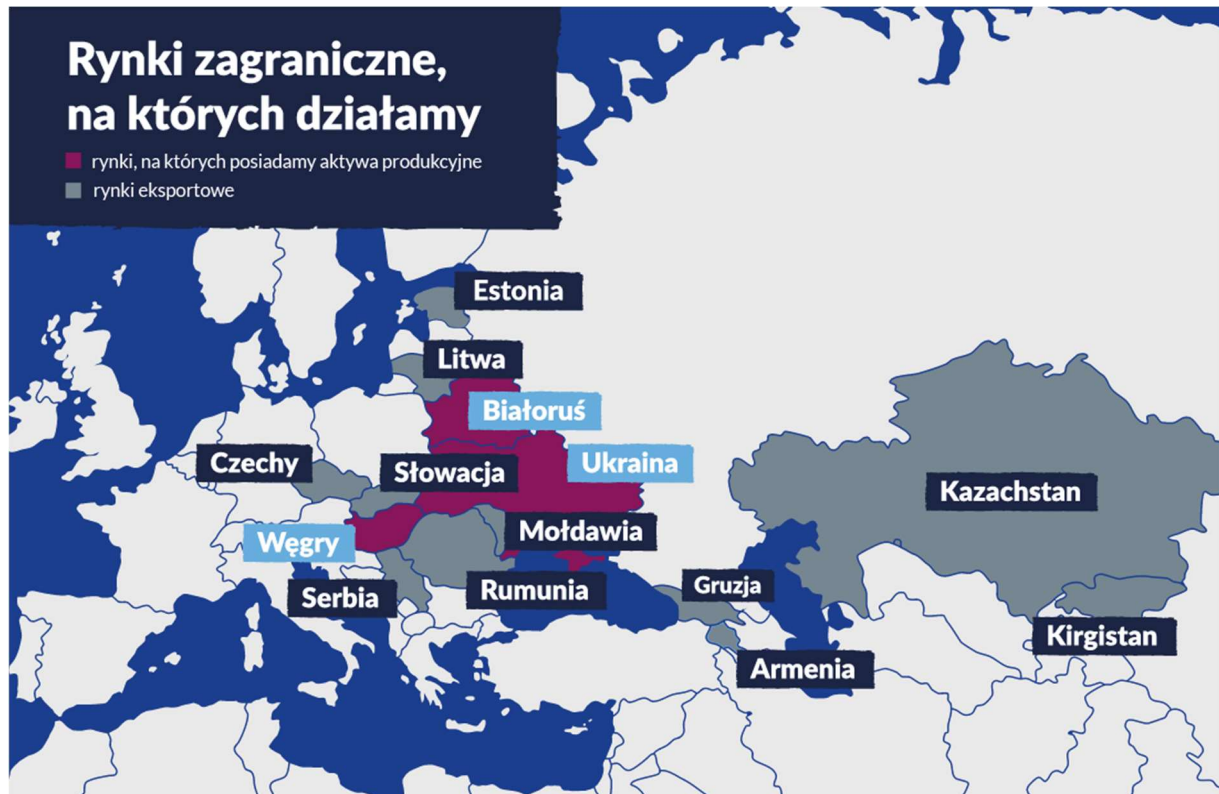 Rynki zagraniczne,
na których działamy
rynki, na których posiadamy aktywa produkcyjne
rynki eksportowe
Estonia
Litwa
Białoruś
Czechy
Słowacja
Ukraina
Kazachstan
Węgry
Mołdawia
Serbia
Rumunia
Gruzja
Kirgistan
Armenia